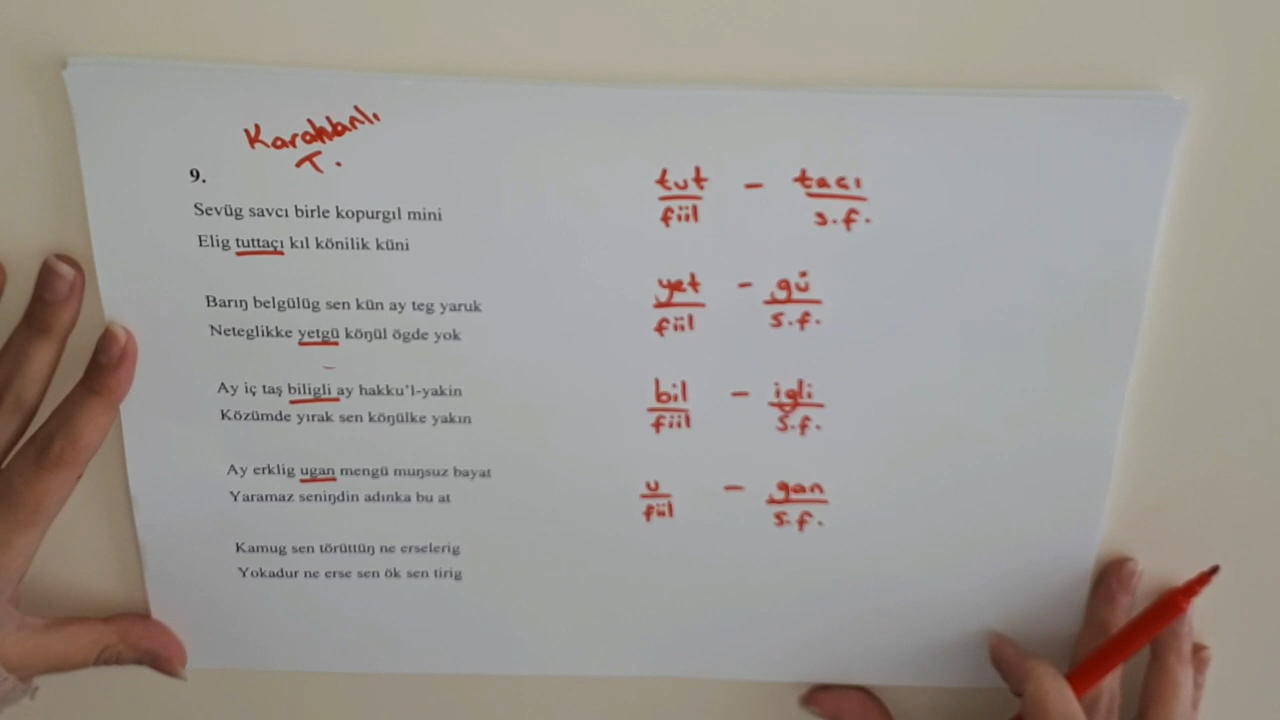 Karahanlı
T.
9.
Sevüg savcı birle kopurgıl mini
Elig tuttaçı kıl könilik küni
Barıŋ belgülüg sen kün ay teg yaruk
Neteglikke yetgü köŋül ögde yok
Ay iç taş biligli ay hakku'l-yakin
Közümde yırak sen köŋülke yakın
Ay erklig ugan mengü muŋsuz bayat
Yaramaz seniŋdin adınka bu at
Kamug sen törüttüŋ ne erselerig
Yokadur ne erse sen ök sen tirig
tut - taçı
fiil s.f.
yet - gü
fiil s.f.
bil - igli
fiil s.f.
u - gan
fiil s.f.